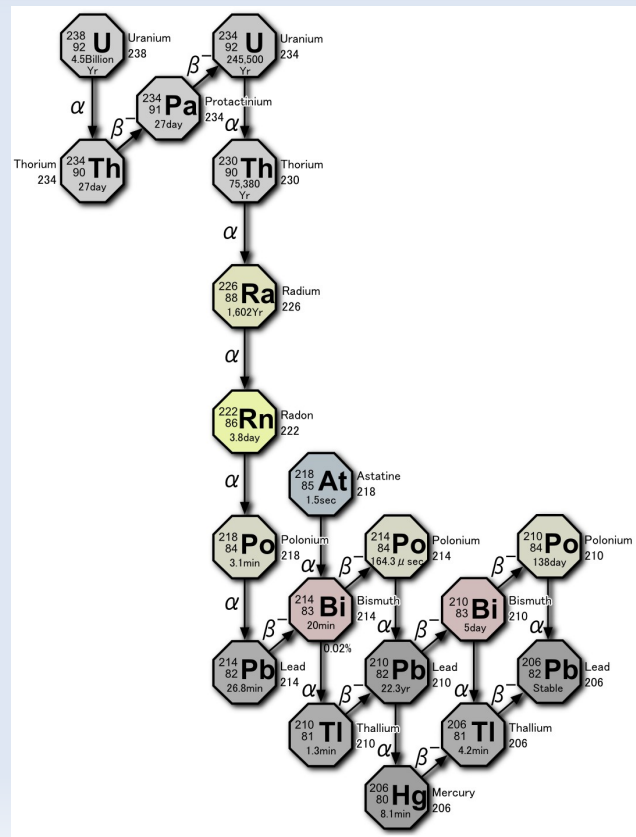 238
92 U
4.5Billion
Yr
Uranium
238
234
92 U
245,500
Yr
Uranium
234
α
β−
234
91 Pa
27day
Protactinium
234
β−
α
Thorium
234
234
90 Th
27day
230
90 Th
75,380
Yr
Thorium
230
α
226
88 Ra
1,602Yr
Radium
226
α
222
86 Rn
3.8day
Radon
222
α
218
85 At
1.5sec
Astatine
218
α
218
84 Po
3.1min
Polonium
218
α
β−
214
84 Po
164.3 μ sec
Polonium
214
α
β−
210
84 Po
138day
Polonium
210
α
214
83 Bi
20min
Bismuth
214
0.02%
β−
210
83 Bi
5day
Bismuth
210
β−
214
82 Pb
26.8min
Lead
214
α
β−
210
82 Pb
22.3yr
Lead
210
α
β−
206
82 Pb
Stable
Lead
206
210
81 Tl
1.3min
Thallium
210
α
β−
206
81 Tl
4.2min
Thallium
206
206
80 Hg
8.1min
Mercury
206